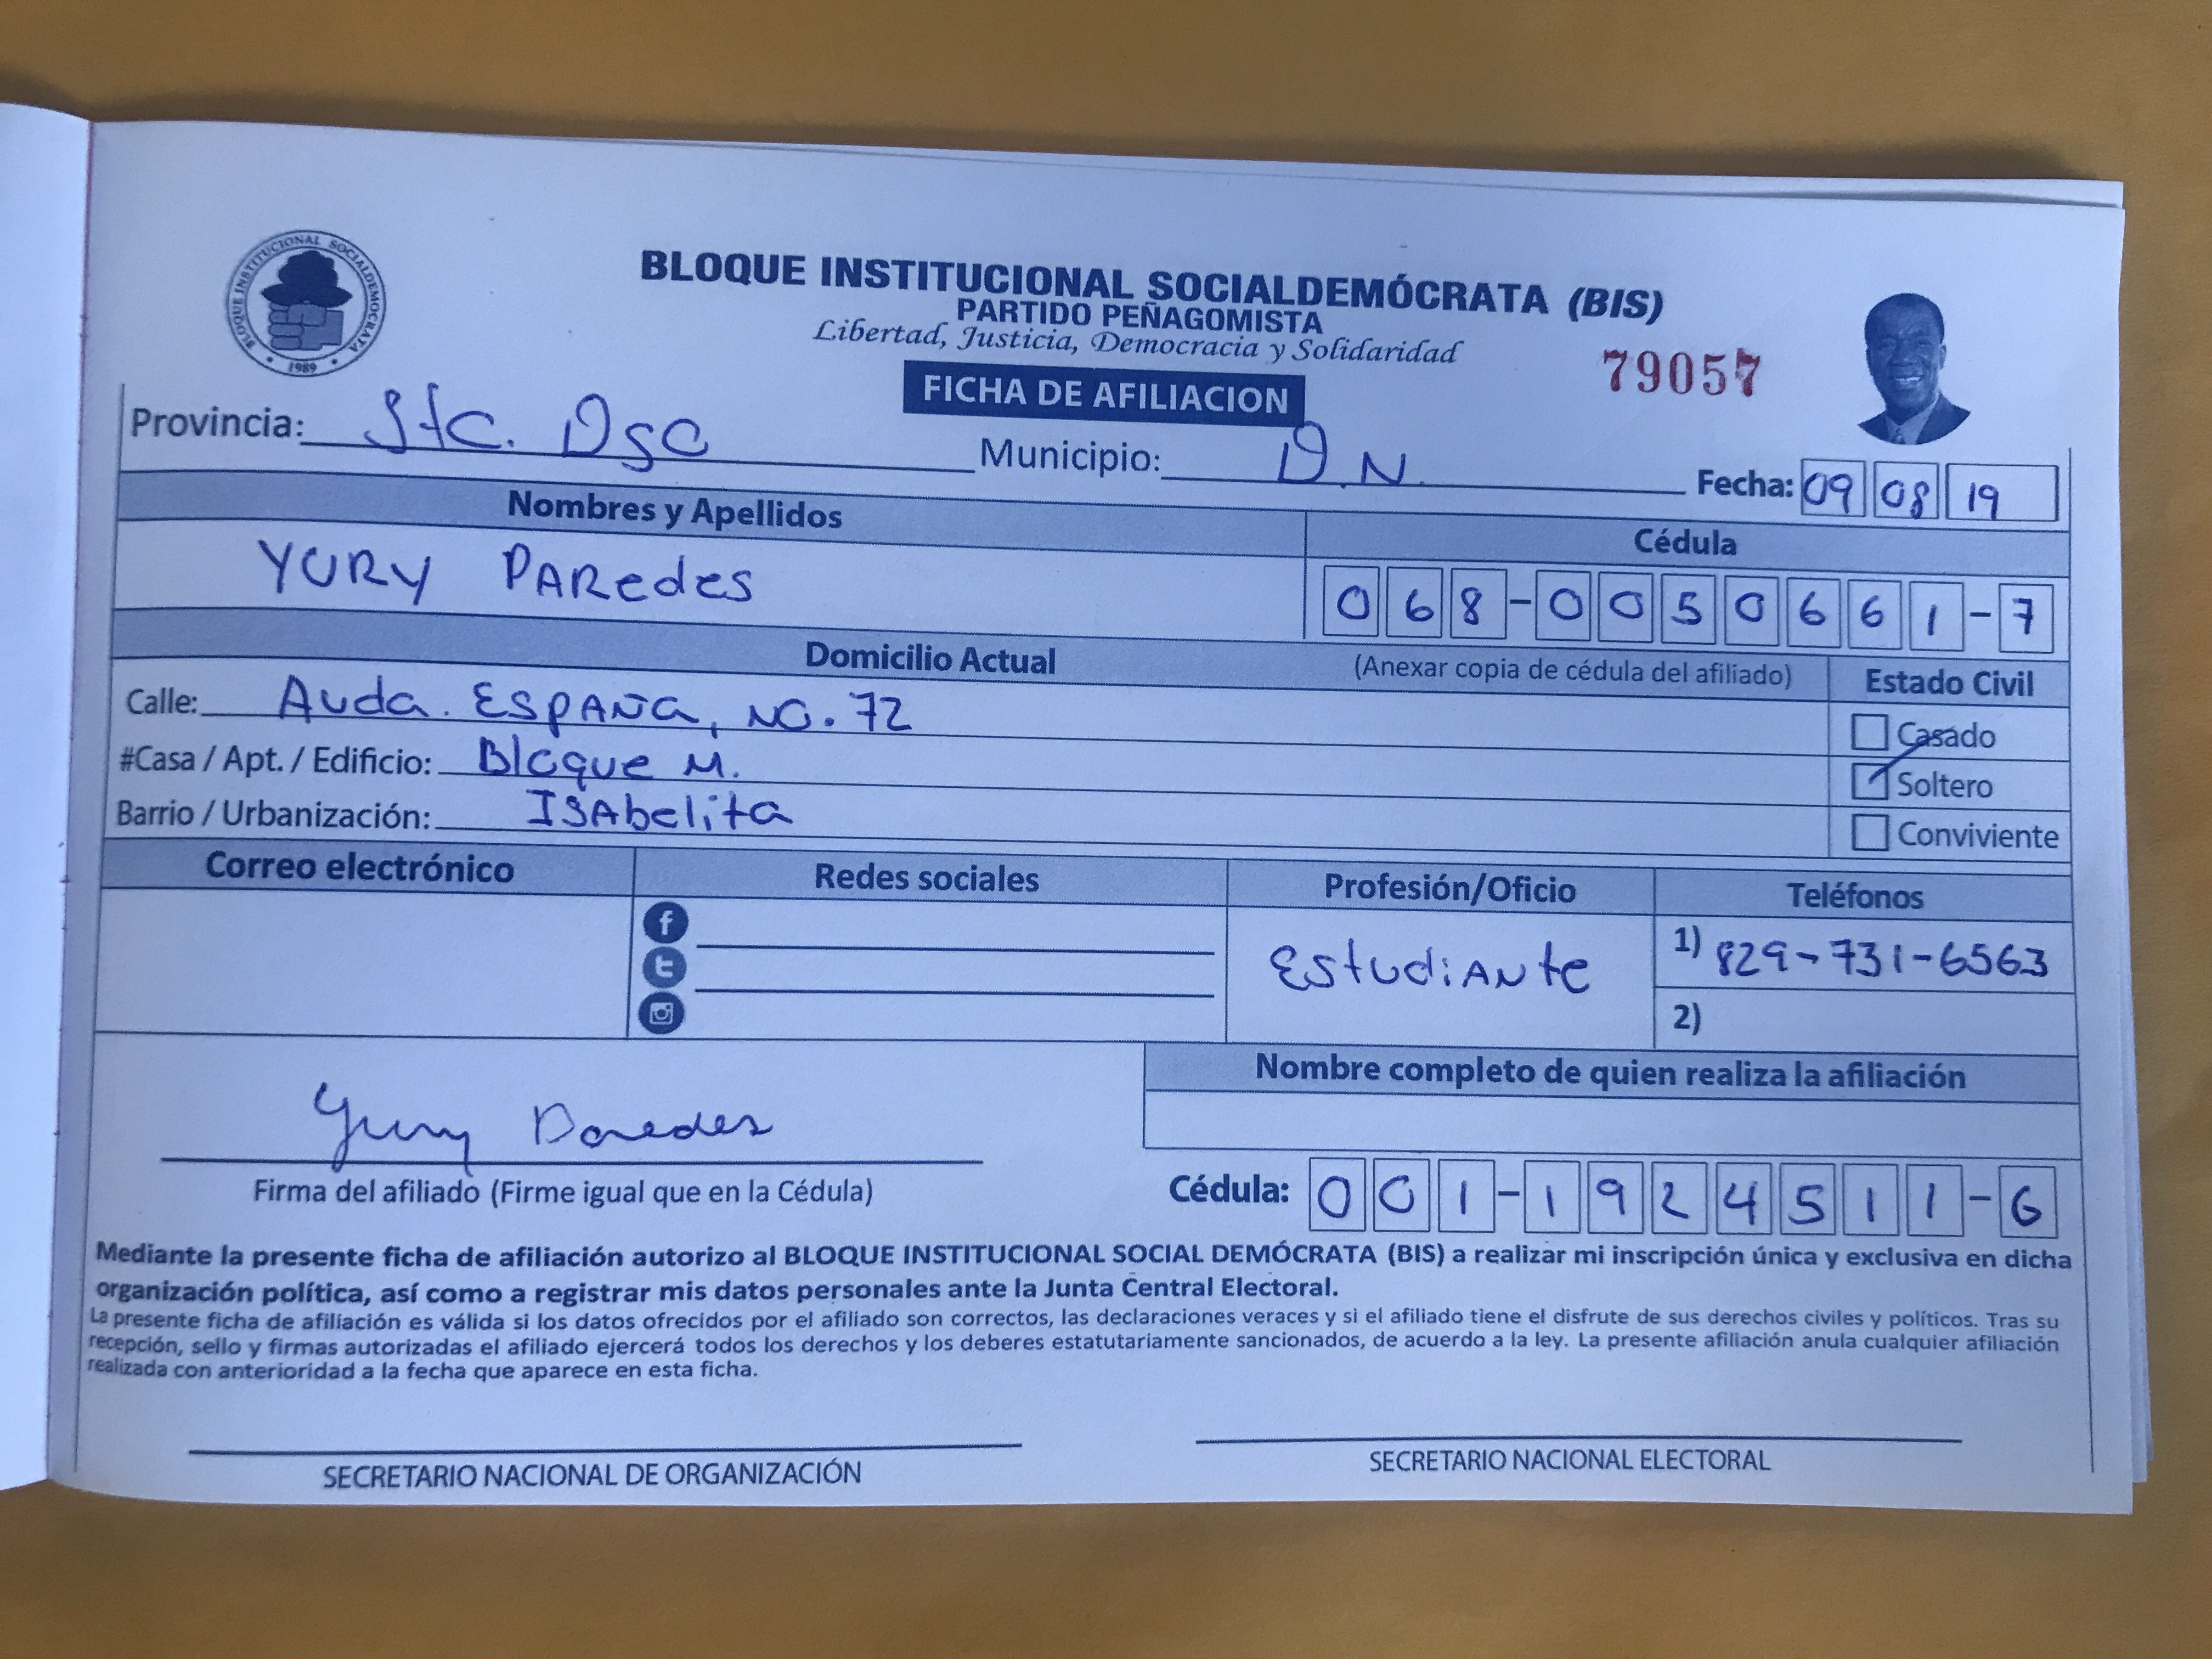 BLOQUE INSTITUCIONAL SOCIALDEMÓCRATA
1989
BLOQUE INSTITUCIONAL SOCIALDEMÓCRATA (BIS)
PARTIDO PEÑAGOMISTA
Libertad, Justicia, Democracia y Solidaridad
79057
FICHA DE AFILIACION
Provincia: Sto. Dgo Municipio: D.N. Fecha: 09 08 19
Nombres y Apellidos Cédula
YURY PAREdes 068-0050661-7
Domicilio Actual (Anexar copia de cédula del afiliado) Estado Civil
Calle: Avda. ESPAÑA, NO. 72 Casado
#Casa / Apt. / Edificio: Bloque M. Soltero
Barrio / Urbanización: ISAbelita Conviviente
Correo electrónico Redes sociales Profesión/Oficio Teléfonos
EstudiANte 1) 829-731-6563
2)
Nombre completo de quien realiza la afiliación
Yury Paredes
Firma del afiliado (Firme igual que en la Cédula) Cédula: 001-1924511-6
Mediante la presente ficha de afiliación autorizo al BLOQUE INSTITUCIONAL SOCIAL DEMÓCRATA (BIS) a realizar mi inscripción única y exclusiva en dicha
organización política, así como a registrar mis datos personales ante la Junta Central Electoral.
La presente ficha de afiliación es válida si los datos ofrecidos por el afiliado son correctos, las declaraciones veraces y si el afiliado tiene el disfrute de sus derechos civiles y políticos. Tras su
recepción, sello y firmas autorizadas el afiliado ejercerá todos los derechos y los deberes estatutariamente sancionados, de acuerdo a la ley. La presente afiliación anula cualquier afiliación
realizada con anterioridad a la fecha que aparece en esta ficha.
SECRETARIO NACIONAL DE ORGANIZACIÓN SECRETARIO NACIONAL ELECTORAL